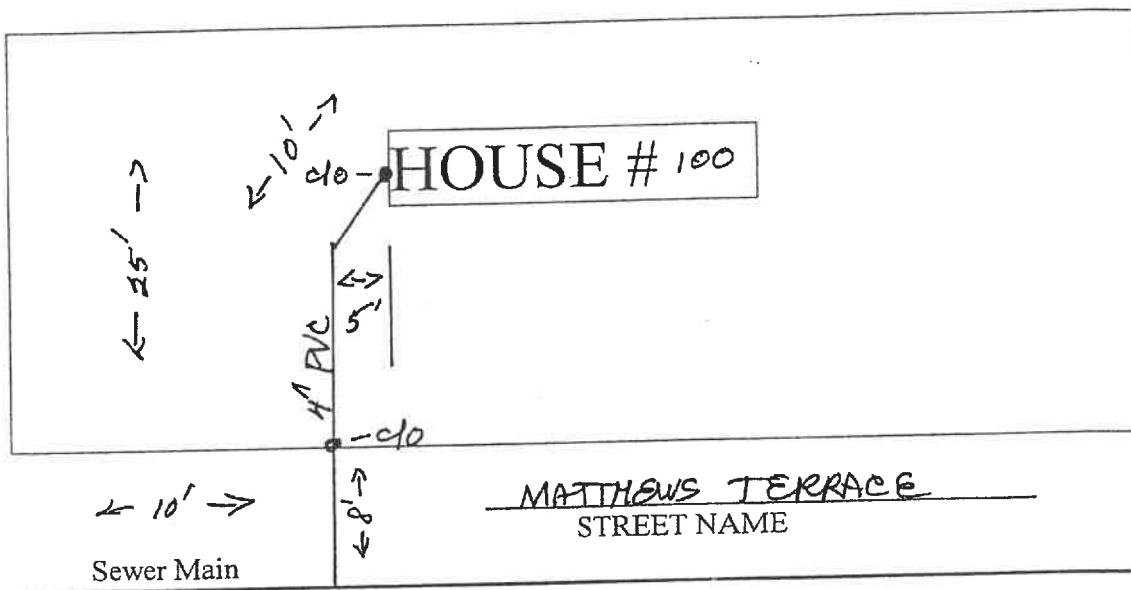 10'
c/o
HOUSE # 100
25'
5'
4" PVC
c/o
10'
8'
MATTHEWS TERRACE
STREET NAME
Sewer Main